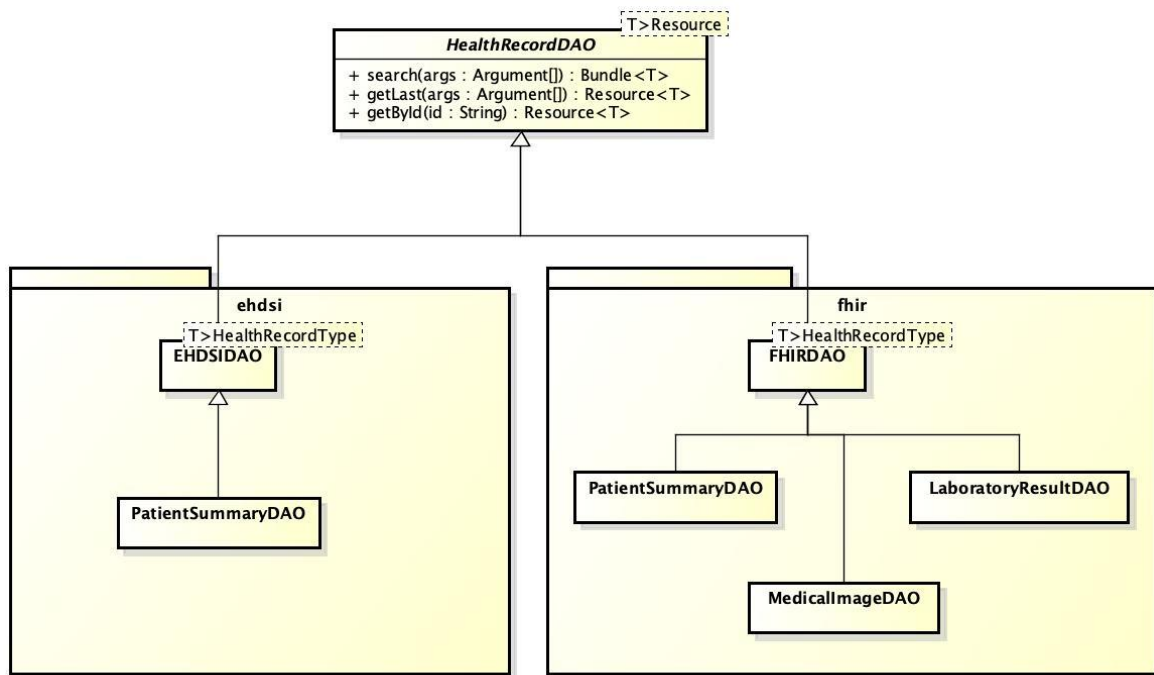 T>Resource
HealthRecordDAO
+ search(args : Argument[]) : Bundle<T>
+ getLast(args : Argument[]) : Resource<T>
+ getById(id : String) : Resource<T>
ehdsi
T>HealthRecordType
EHDSIDAO
PatientSummaryDAO
fhir
T>HealthRecordType
FHIRDAO
PatientSummaryDAO
LaboratoryResultDAO
MedicalImageDAO